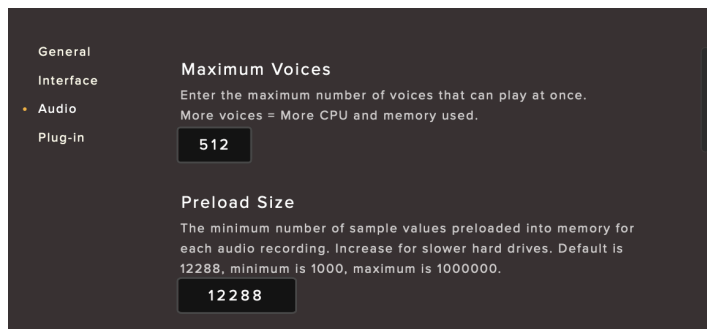 General
Interface
Audio
Plug-in
Maximum Voices
Enter the maximum number of voices that can play at once.
More voices = More CPU and memory used.
512
Preload Size
The minimum number of sample values preloaded into memory for
each audio recording. Increase for slower hard drives. Default is
12288, minimum is 1000, maximum is 1000000.
12288